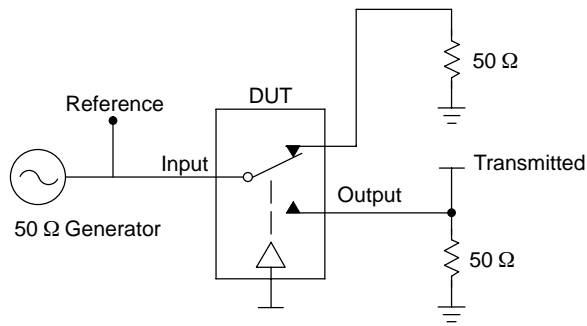 50 Ω
DUT
Reference
Input
Transmitted
Output
50 Ω Generator
50 Ω